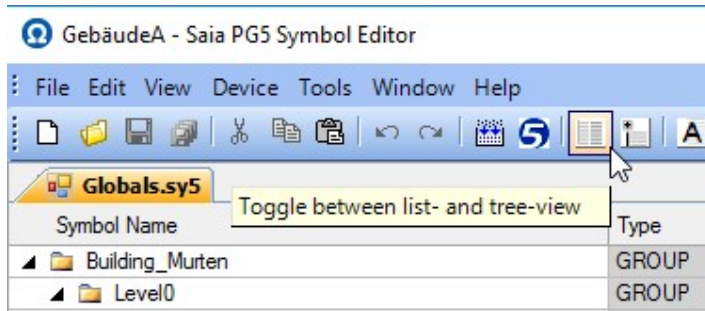 GebäudeA - Saia PG5 Symbol Editor
File Edit View Device Tools Window Help
A
Globals.sy5
Toggle between list- and tree-view
Symbol Name Type
Building_Murten GROUP
Level0 GROUP